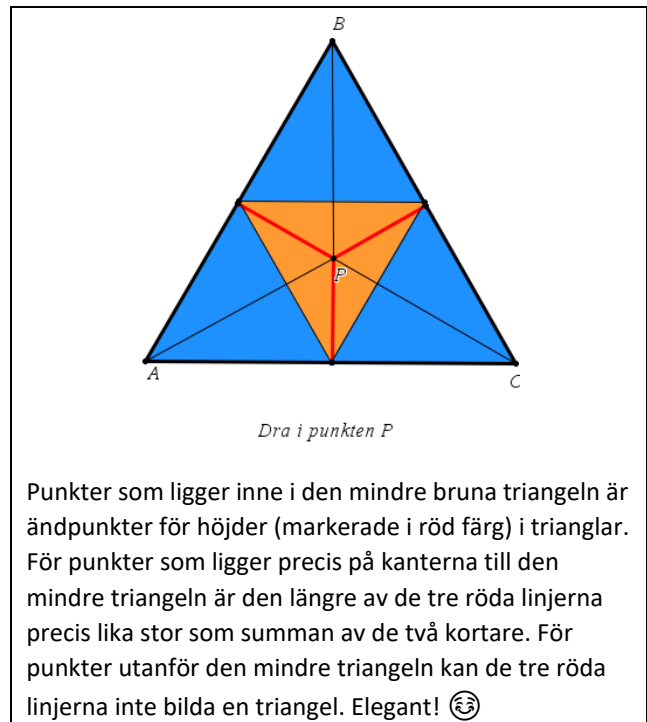 B
P
A
C
Dra i punkten P
Punkter som ligger inne i den mindre bruna triangeln är
ändpunkter för höjder (markerade i röd färg) i trianglar.
För punkter som ligger precis på kanterna till den
mindre triangeln är den längre av de tre röda linjerna
precis lika stor som summan av de två kortare. För
punkter utanför den mindre triangeln kan de tre röda
linjerna inte bilda en triangel. Elegant! 😊